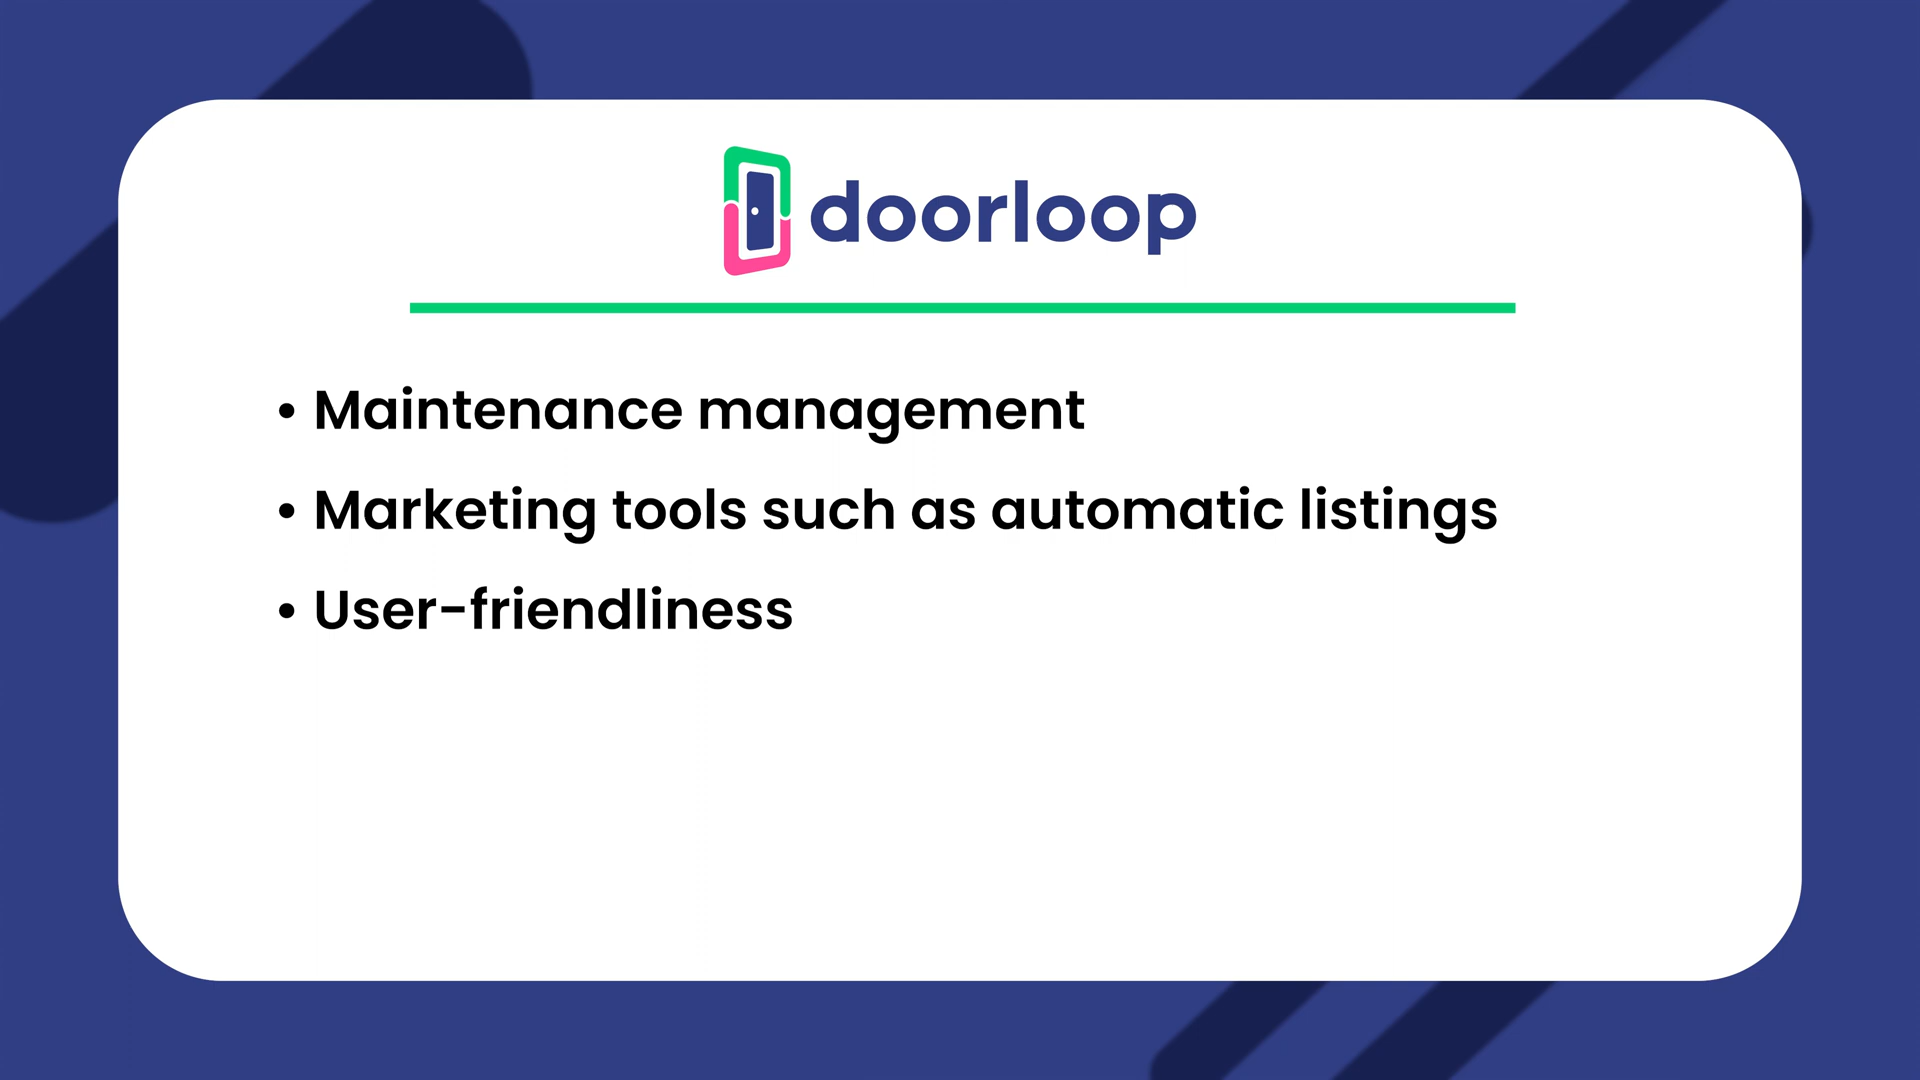 doorloop
• Maintenance management
• Marketing tools such as automatic listings
• User-friendliness